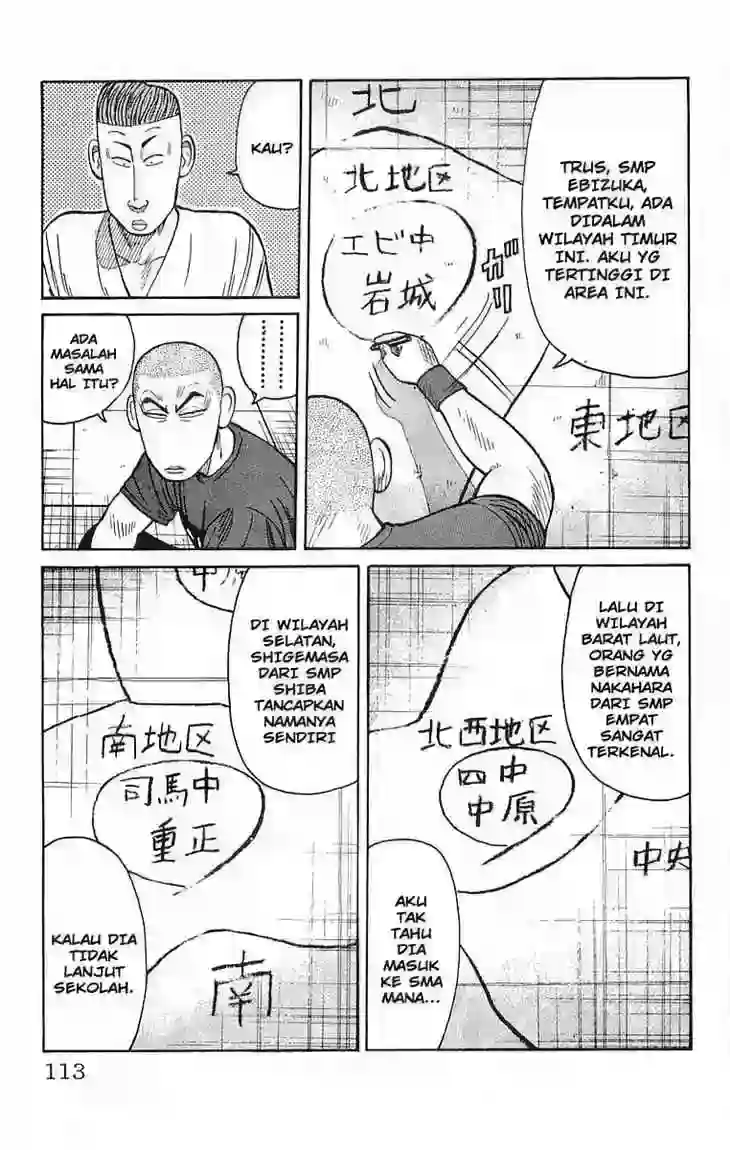 北
北地区
エビ中
岩城
ガリ
東地区
TRUS, SMP
EBIZUKA,
TEMPATKU, ADA
DIDALAM
WILAYAH TIMUR
INI. AKU YG
TERTINGGI DI
AREA INI.
KAU?
..........
ADA
MASALAH
SAMA
HAL ITU?
LALU DI
WILAYAH
BARAT LAUT,
ORANG YG
BERNAMA
NAKAHARA
DARI SMP
EMPAT
SANGAT
TERKENAL.
北西地区
四中
中原
中央
AKU
TAK
TAHU
DIA
MASUK
KE SMA
MANA...
中原
DI WILAYAH
SELATAN,
SHIGEMASA
DARI SMP
SHIBA
TANCAPKAN
NAMANYA
SENDIRI
南地区
司馬中
重正
南
KALAU DIA
TIDAK
LANJUT
SEKOLAH.
113